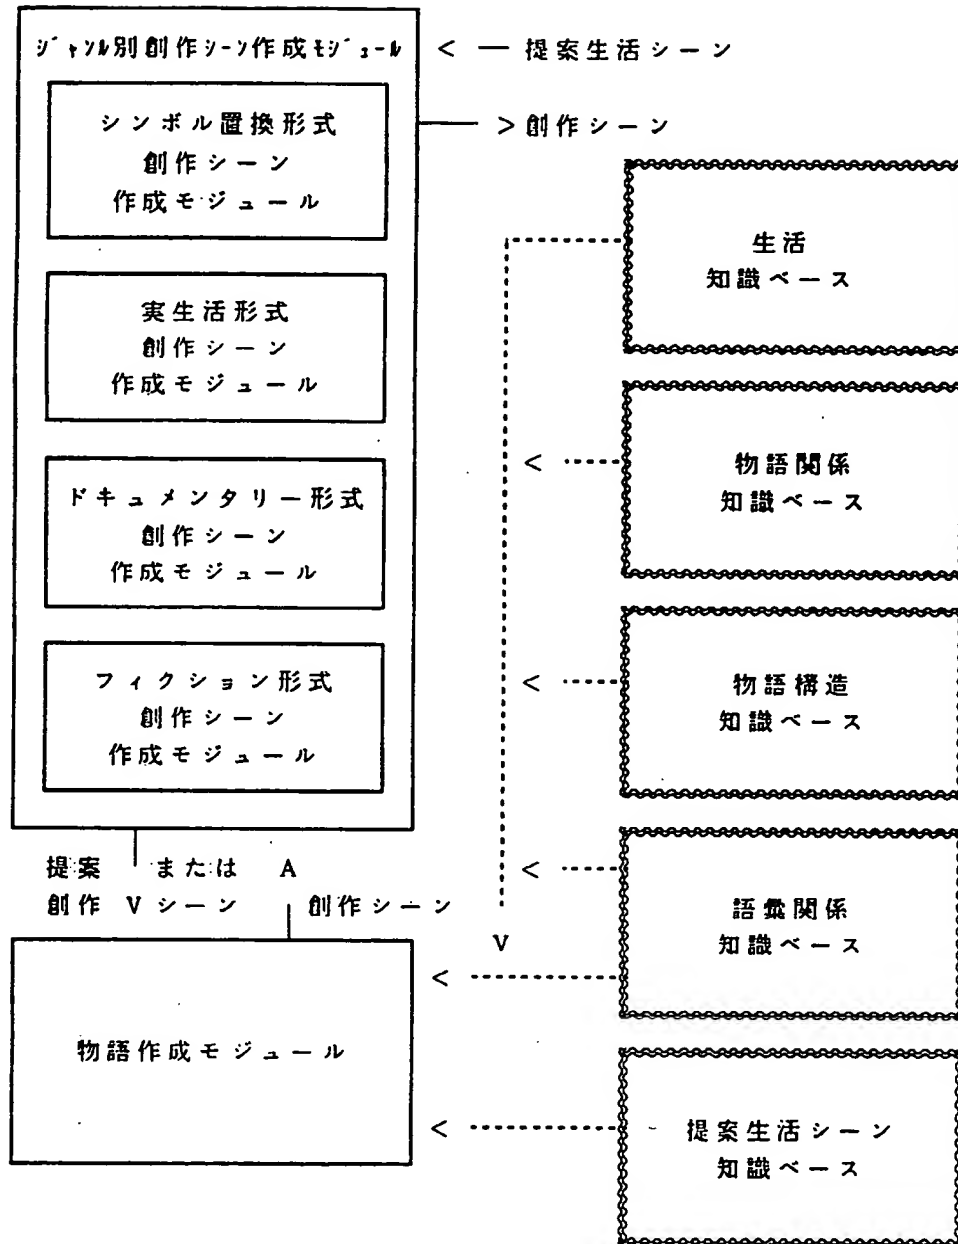 ジャンル別創作シーン作成モジュール
< 提案生活シーン
シンボル置換形式
創作シーン
作成モジュール
> 創作シーン
実生活形式
創作シーン
作成モジュール
ドキュメンタリー形式
創作シーン
作成モジュール
フィクション形式
創作シーン
作成モジュール
提案 または A
創作 V シーン 創作シーン
物語作成モジュール
生活
知識ベース
<
物語関係
知識ベース
<
物語構造
知識ベース
<
語彙関係
知識ベース
V
<
<
提案生活シーン
知識ベース